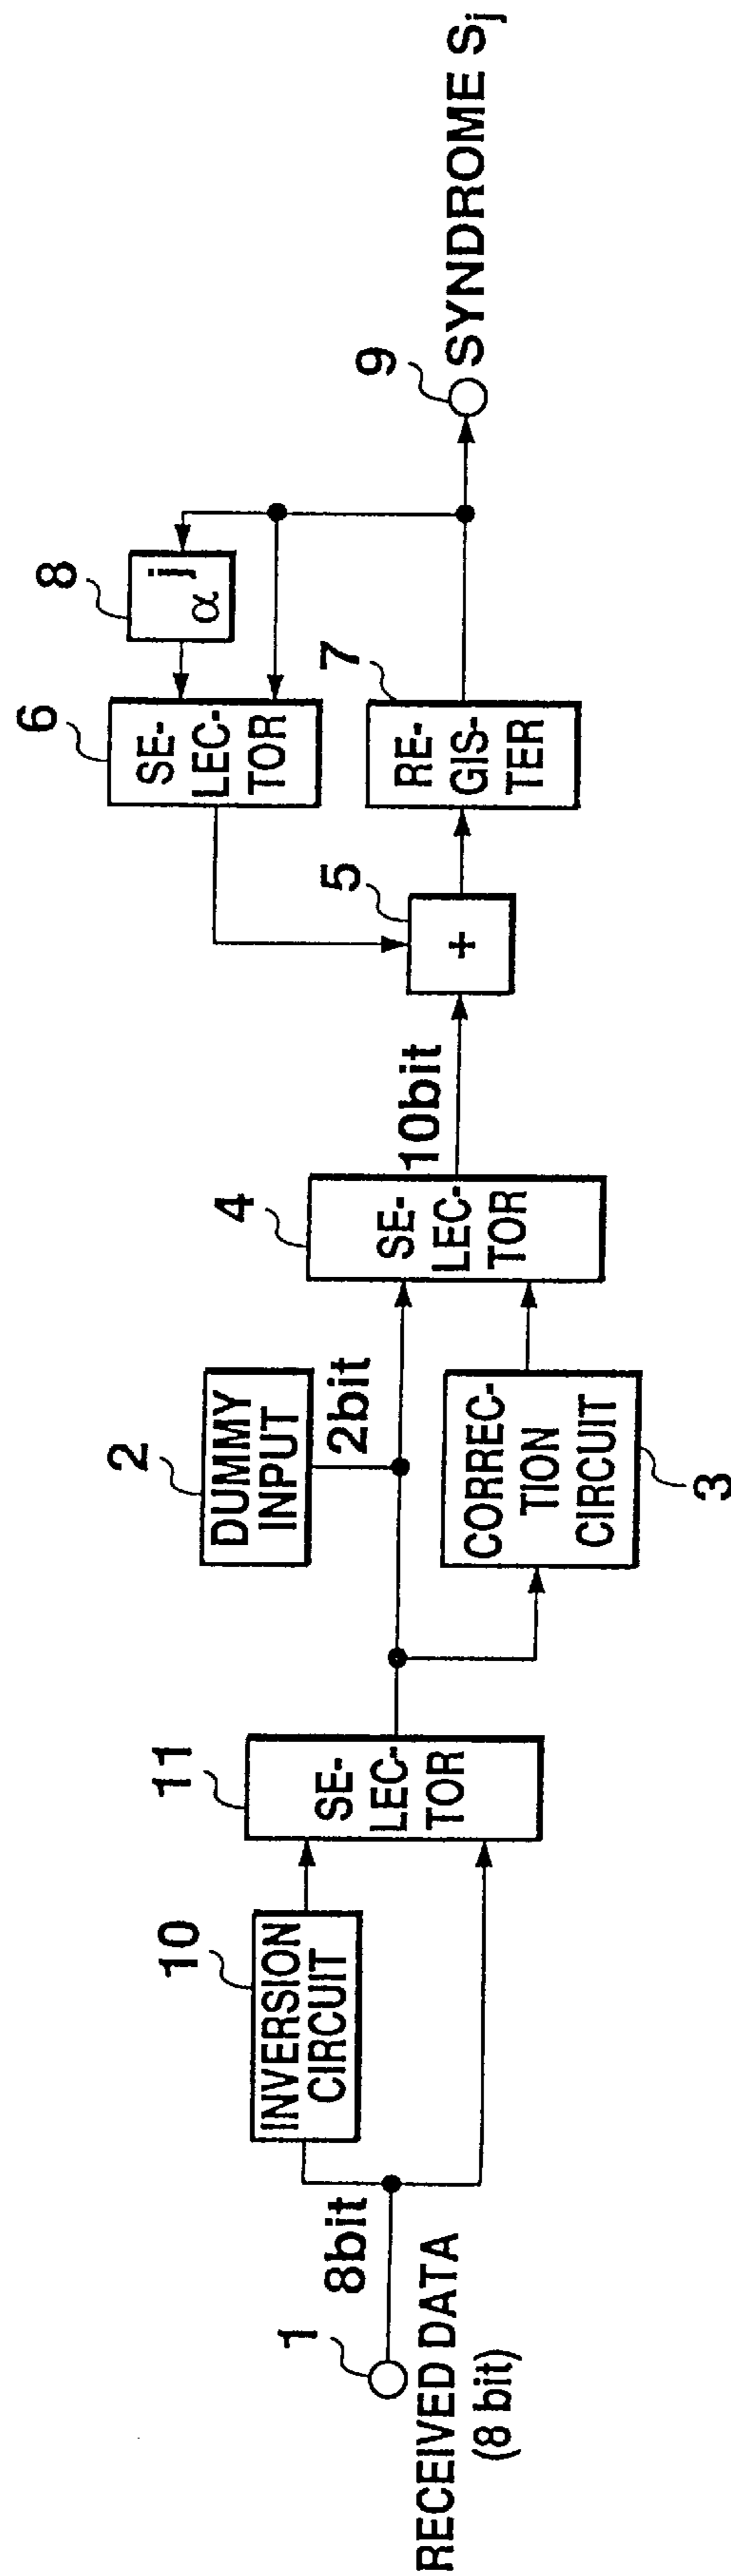 1
RECEIVED DATA
(8 bit)
8bit
10
INVERSION
CIRCUIT
11
SE-
LEC-
TOR
2
DUMMY
INPUT
2bit
CORREC-
TION
CIRCUIT
3
4
SE-
LEC-
TOR
10bit
5
+
6
SE-
LEC-
TOR
7
RE-
GIS-
TER
8
α^j
9
SYNDROME Sj